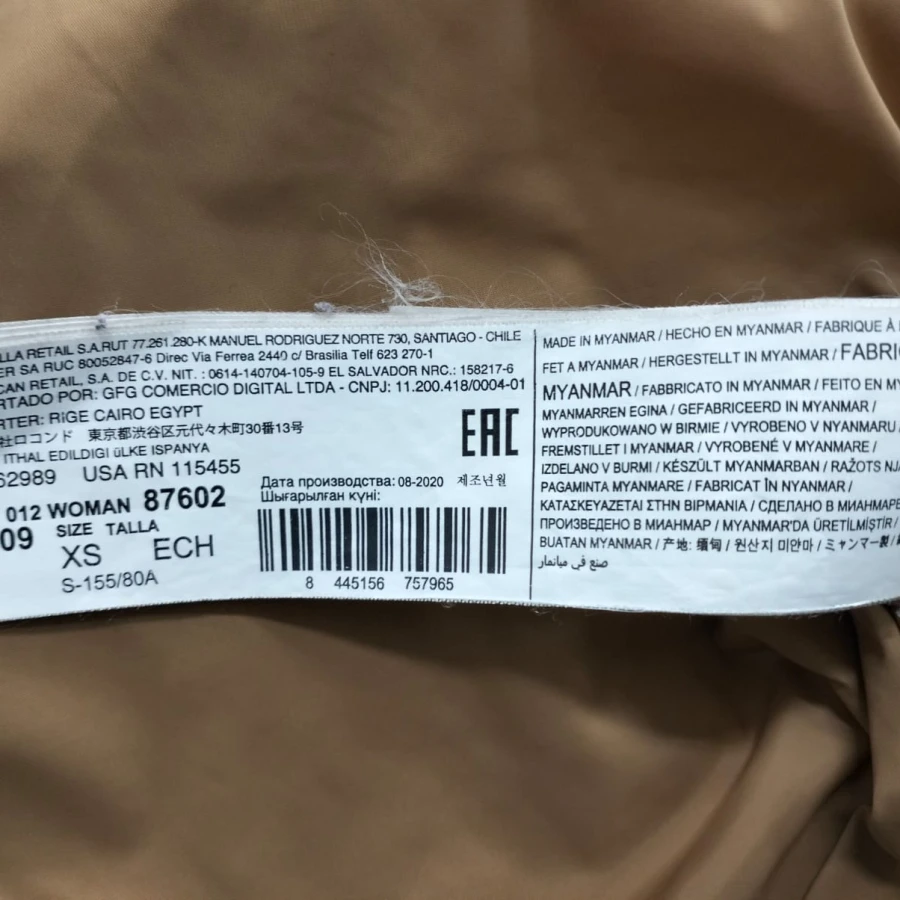 LLA RETAIL S.A.RUT 77.261.280-K MANUEL RODRIGUEZ NORTE 730, SANTIAGO - CHILE
ER SA RUC 80052847-6 Direc Via Ferrea 2440 c/ Brasilia Telf 623 270-1
CAN RETAIL, S.A. DE C.V. NIT. : 0614-140704-105-9 EL SALVADOR NRC.: 158217-6
RTADO POR: GFG COMERCIO DIGITAL LTDA - CNPJ: 11.200.418/0004-01
RTER: RiGE CAIRO EGYPT
社ロコンド 東京都渋谷区元代々木町30番13号
ITHAL EDILDIGI üLKE ISPANYA
62989 USA RN 115455
012 WOMAN 87602
09 SIZE TALLA
XS ECH
S-155/80A
EAC
Дата производства: 08-2020 제조년월
Шығарылған күні:
8 445156 757965
MADE IN MYANMAR / HECHO EN MYANMAR / FABRIQUE À
FET A MYANMAR / HERGESTELLT IN MYANMAR / FABRI
MYANMAR / FABBRICATO IN MYANMAR / FEITO EN MY
MYANMARREN EGINA / GEFABRICEERD IN MYANMAR /
WYPRODUKOWANO W BIRMIE / VYROBENO V NYANMARU
FREMSTILLET I MYANMAR / VYROBENÉ V MYANMARE /
IZDELANO V BURMI / KÉSZÜLT MYANMARBAN / RAŽOTS NJA
PAGAMINTA MYANMARE / FABRICAT ÎN NYANMAR /
ΚΑΤΑΣΚΕΥΑΖΕΤΑΙ ΣΤΗΝ ΒΙΡΜΑΝΙΑ / СДЕЛАНО В МИАНМАРЕ
ПРОИЗВЕДЕНО В МИАНМАР / MYANMAR'DA ÜRETİLMİŞTİR /
BUATAN MYANMAR / 产地: 缅甸 / 원산지 미얀마 / ミャンマー製 /
صنع في ميانمار